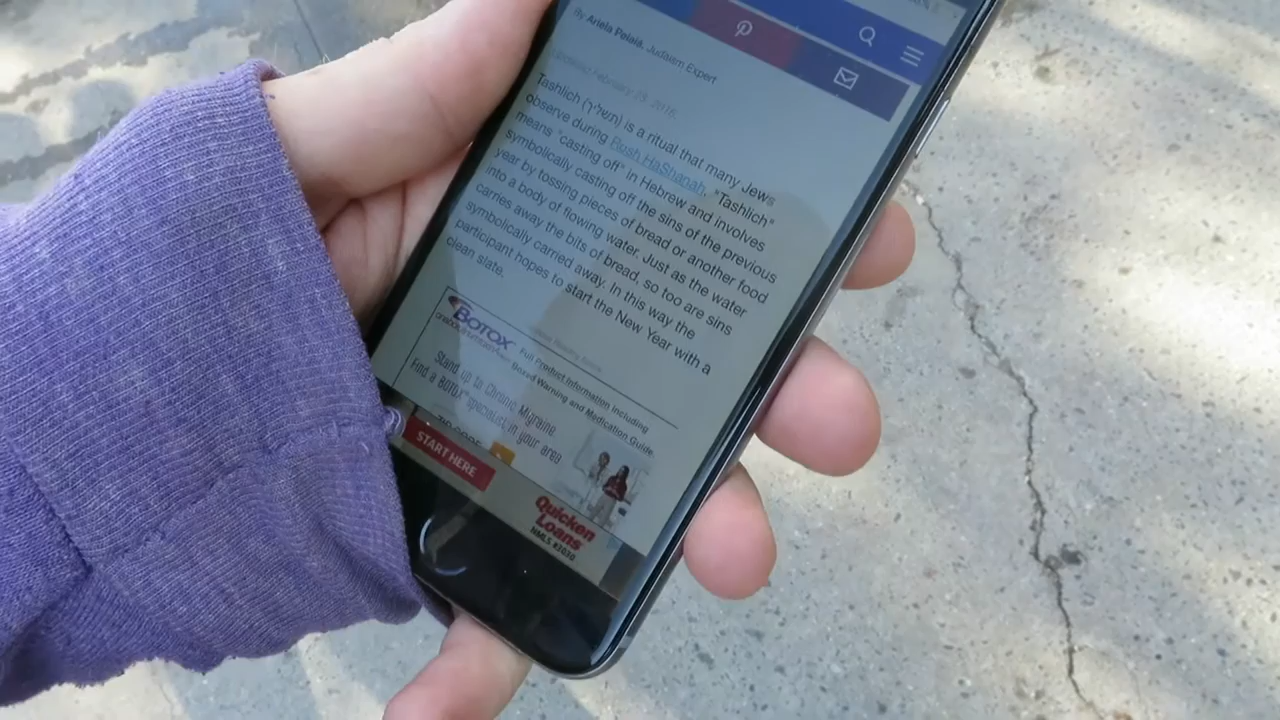 By Ariela Pelaia, Judaism Expert
Updated February 25, 2016.
Tashlich (תשליך) is a ritual that many Jews
observe during Rosh HaShanah. "Tashlich"
means "casting off" in Hebrew and involves
symbolically casting off the sins of the previous
year by tossing pieces of bread or another food
into a body of flowing water. Just as the water
carries away the bits of bread, so too are sins
symbolically carried away. In this way the
participant hopes to start the New Year with a
clean slate.
BOTOX
Full Product Information including
Boxed Warning and Medication Guide.
Stand up to Chronic Migraine.
Find a BOTOX® specialist in your area
ZIP CODE
START HERE
Quicken
Loans
NMLS #3030